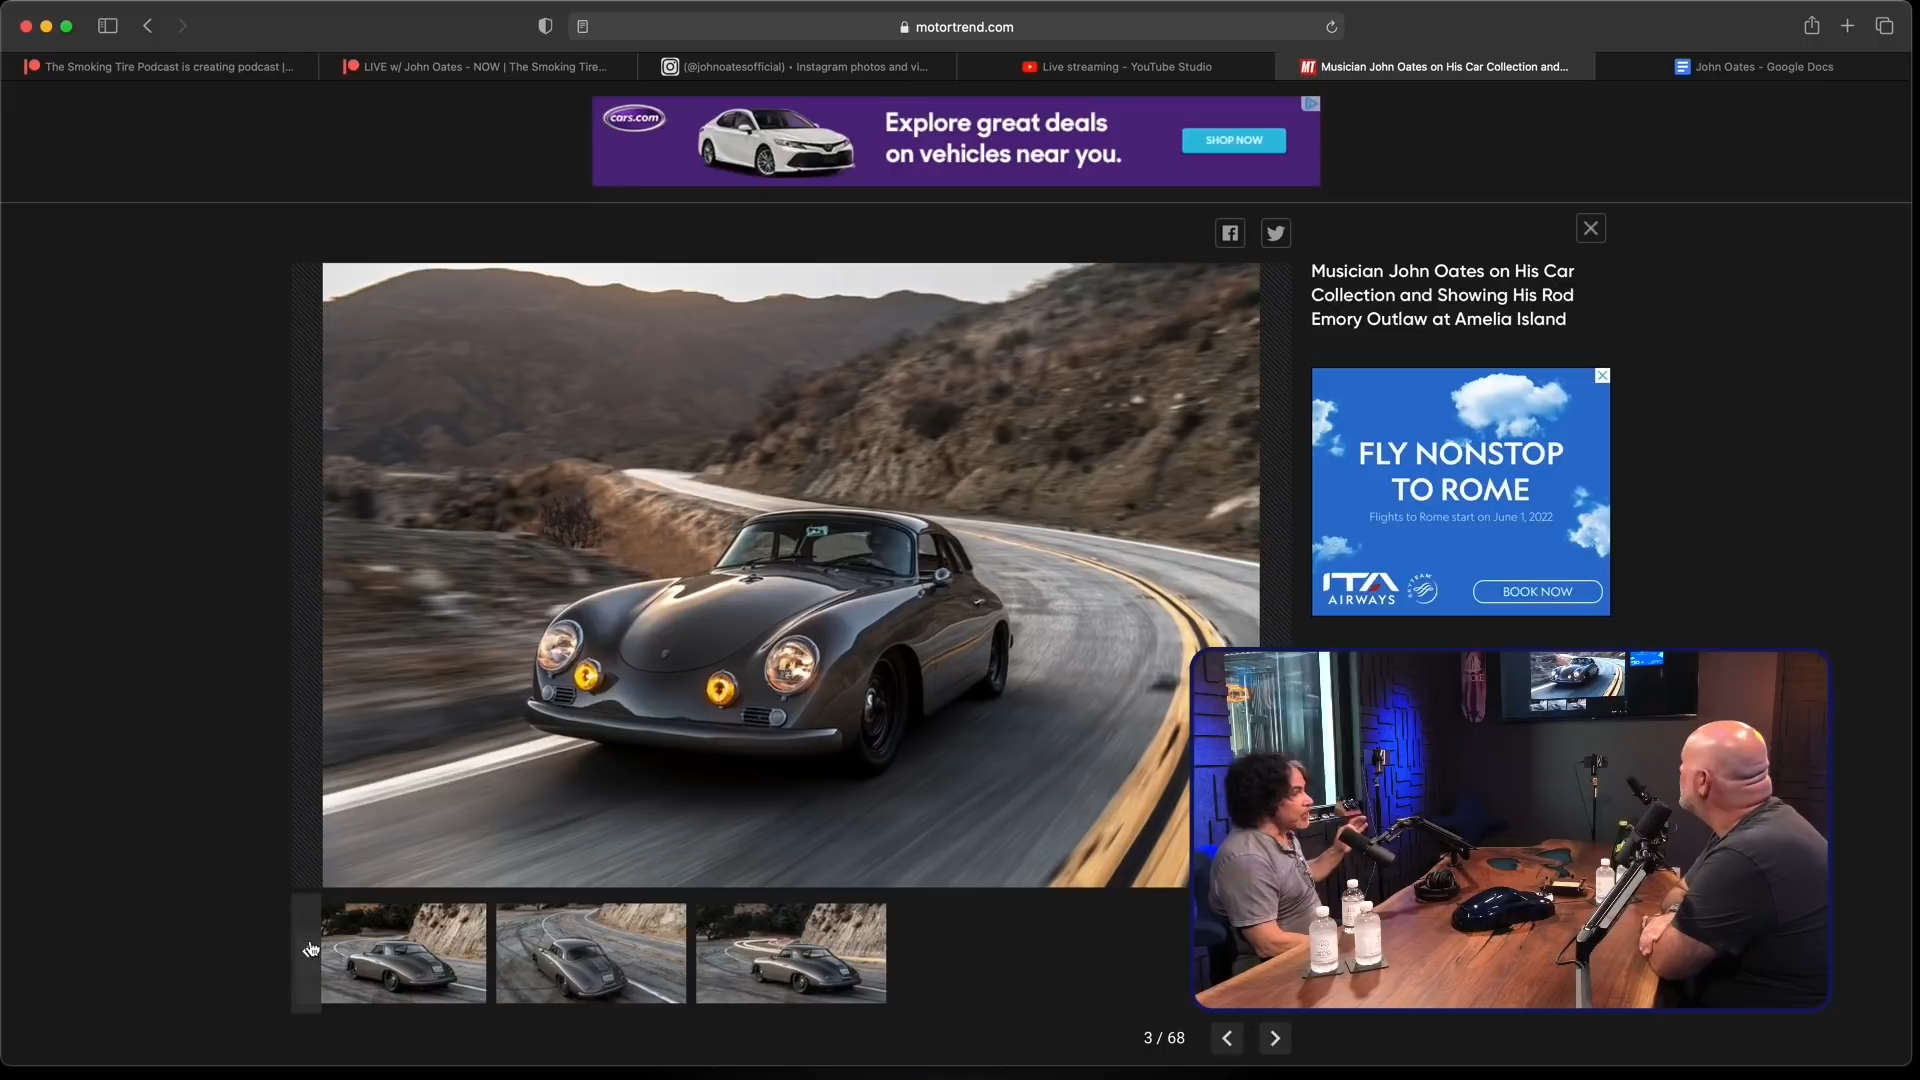 motortrend.com
The Smoking Tire Podcast is creating podcast |...
LIVE w/ John Oates - NOW | The Smoking Tire...
(@johnoatesofficial) • Instagram photos and vi...
Live streaming - YouTube Studio
MT Musician John Oates on His Car Collection and...
John Oates - Google Docs
cars.com
Explore great deals
on vehicles near you.
SHOP NOW
Musician John Oates on His Car
Collection and Showing His Rod
Emory Outlaw at Amelia Island
FLY NONSTOP
TO ROME
Flights to Rome start on June 1, 2022
ITA
AIRWAYS
SKYTEAM
BOOK NOW
3 / 68